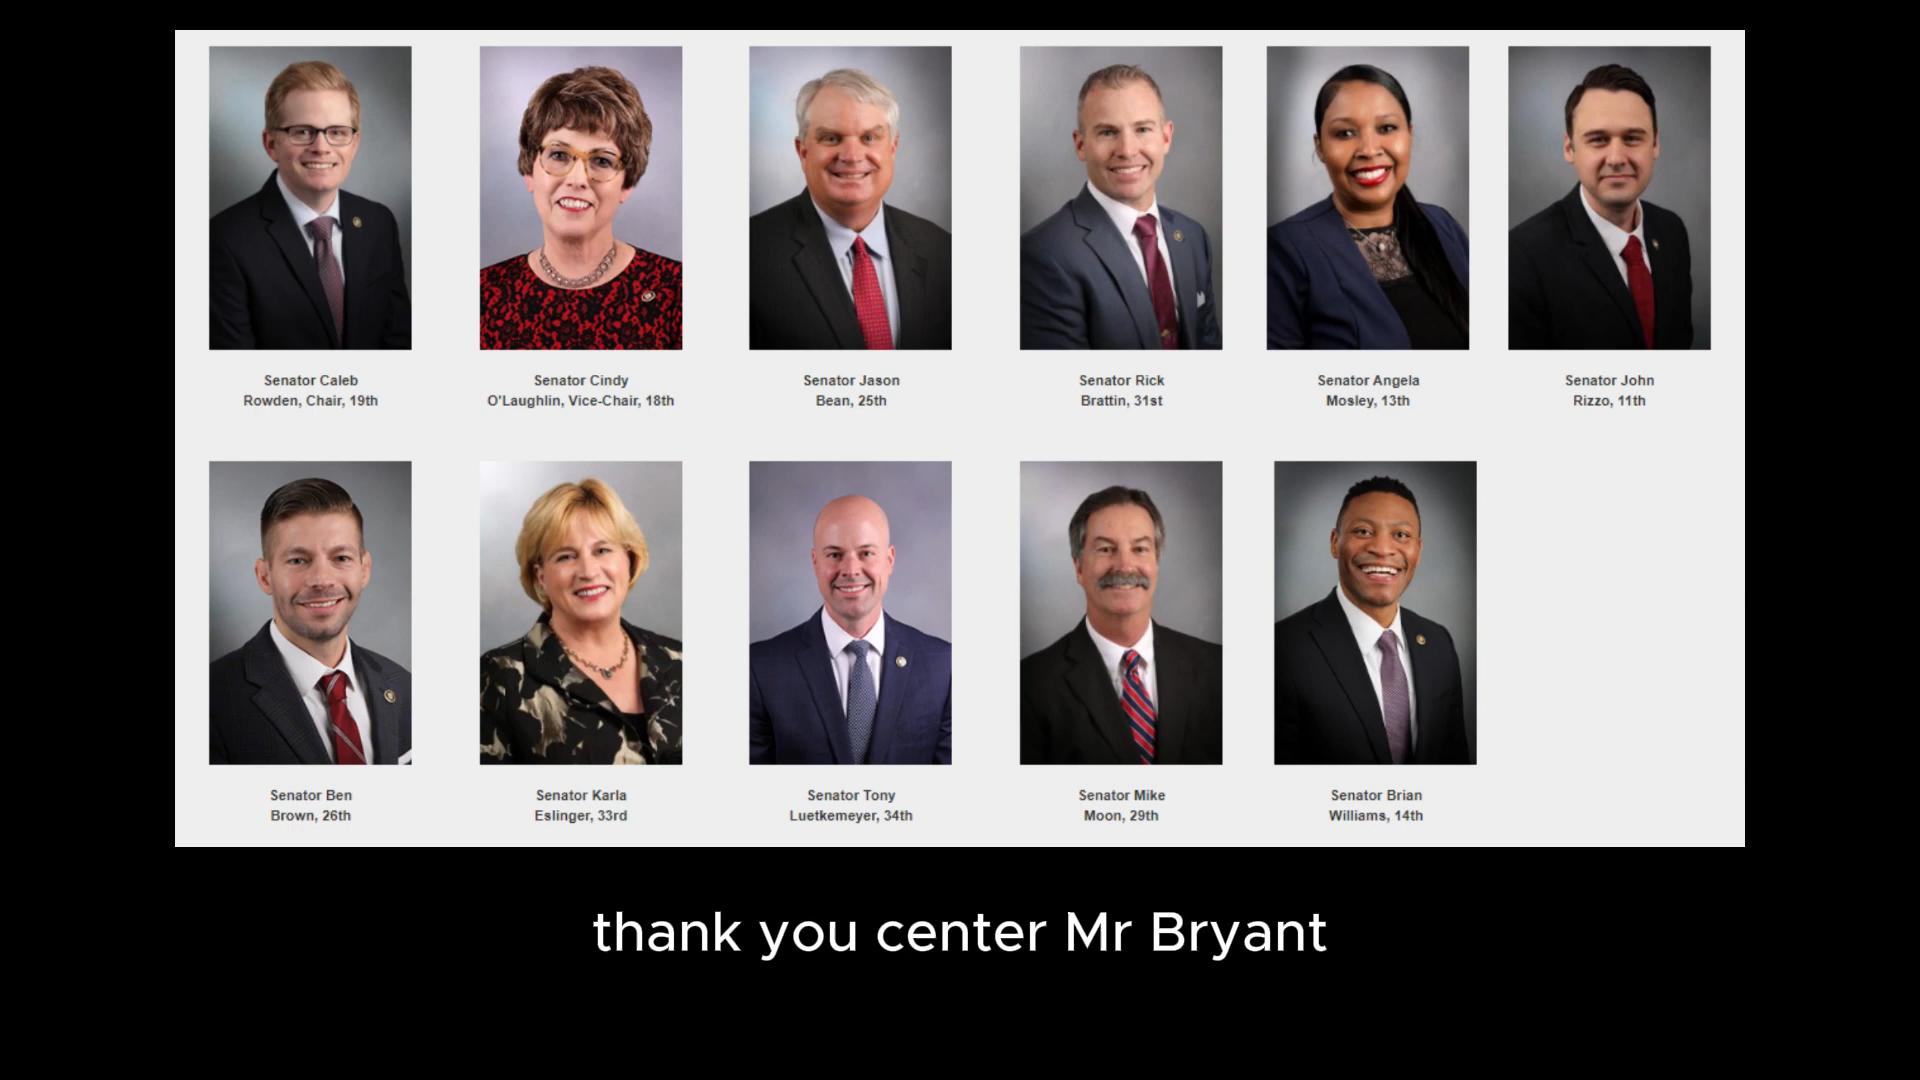 Senator Caleb
Rowden, Chair, 19th
Senator Cindy
O'Laughlin, Vice-Chair, 18th
Senator Jason
Bean, 25th
Senator Rick
Brattin, 31st
Senator Angela
Mosley, 13th
Senator John
Rizzo, 11th
Senator Ben
Brown, 26th
Senator Karla
Eslinger, 33rd
Senator Tony
Luetkemeyer, 34th
Senator Mike
Moon, 29th
Senator Brian
Williams, 14th
thank you center Mr Bryant